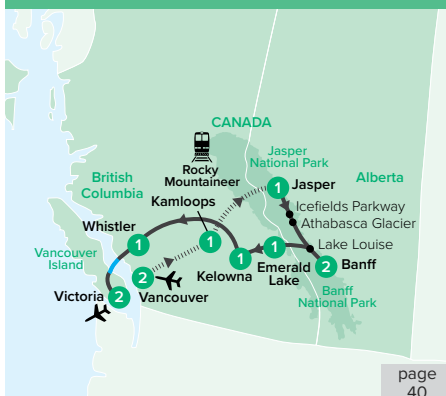 CANADA
Jasper
National Park
Rocky
Mountaineer
British
Columbia
Alberta
1
Jasper
Kamloops
Icefields Parkway
Athabasca Glacier
Whistler
1
1
1
1
Lake Louise
Vancouver
Island
Kelowna
Emerald
Lake
2
Banff
2
Banff
National Park
Victoria
2
Vancouver
page
40